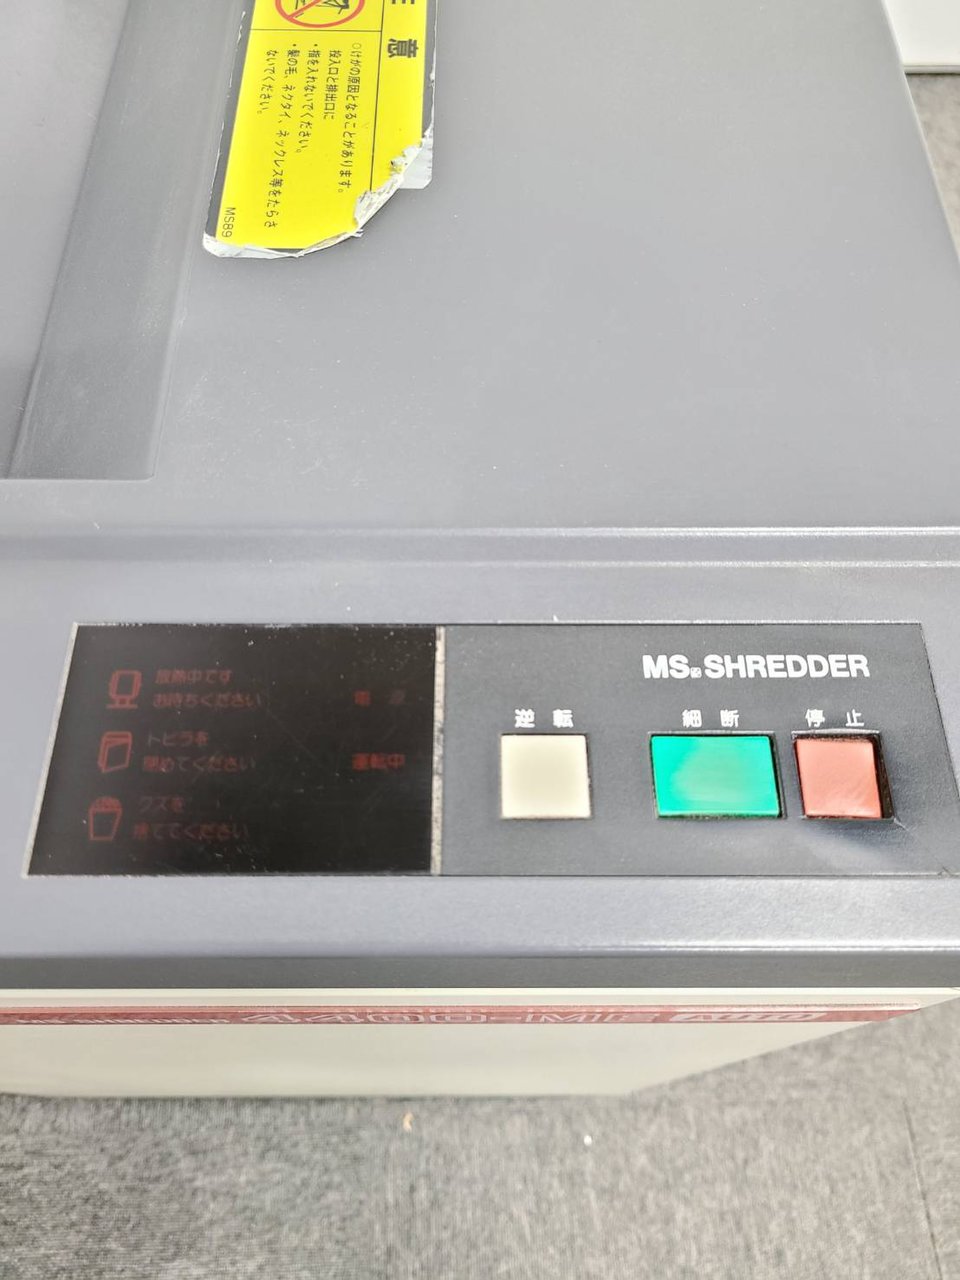 注意
○けがの原因となることがあります。
投入口と排出口に
・指を入れないでください。
・髪の毛、ネクタイ、ネックレス等をたらさ
ないでください。
MS89
MS SHREDDER
放熱中です
お待ちください
電源
トビラを
閉めてください
運転中
クズを
捨ててください
逆転
細断
停止
4400-MF AUTO